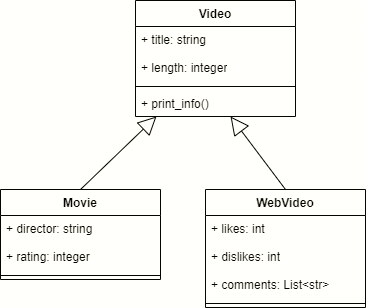 Video
+ title: string
+ length: integer
+ print_info()
Movie
+ director: string
+ rating: integer
WebVideo
+ likes: int
+ dislikes: int
+ comments: List<str>